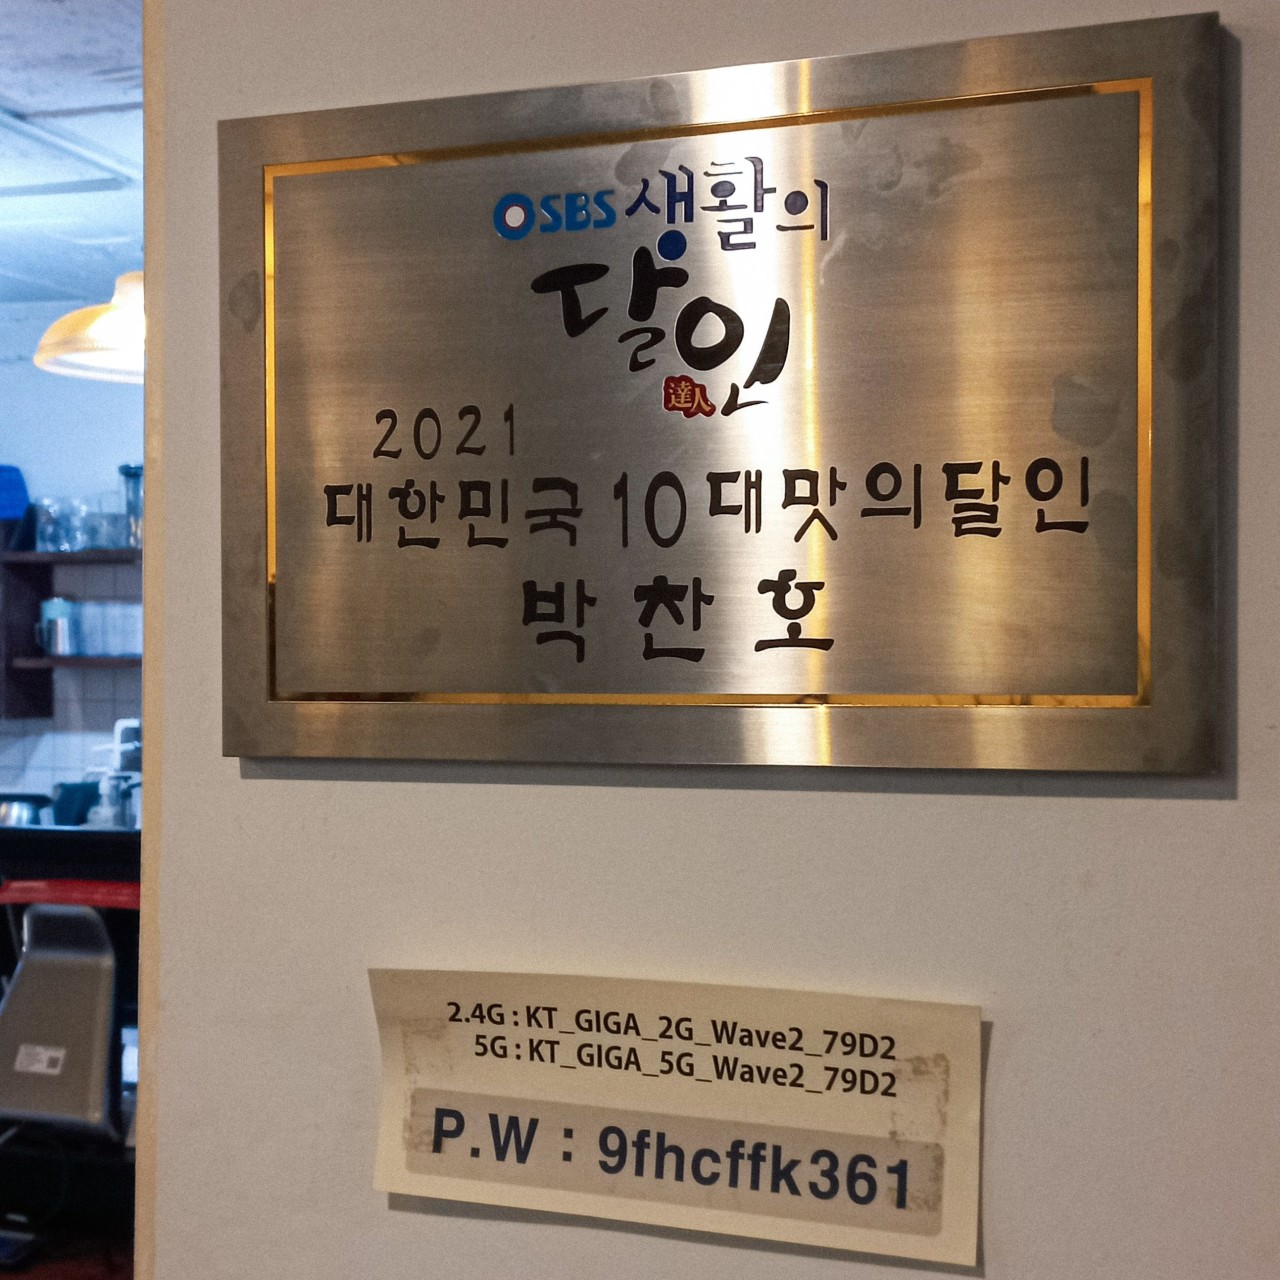 SBS 생활의
달인
達人
2021
대한민국 10대 맛의 달인
박찬호
2.4G : KT_GIGA_2G_Wave2_79D2
5G : KT_GIGA_5G_Wave2_79D2
P.W : 9fhcffk361